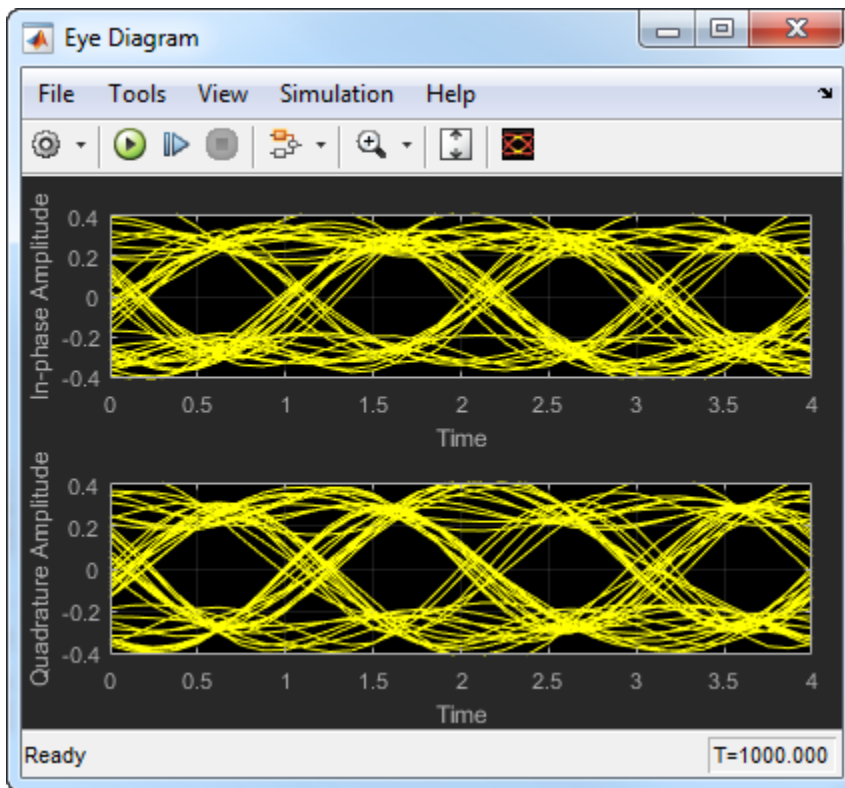 Eye Diagram
File Tools View Simulation Help
In-phase Amplitude
0.4
0.2
0
-0.2
-0.4
0 0.5 1 1.5 2 2.5 3 3.5 4
Time
Quadrature Amplitude
0.4
0.2
0
-0.2
-0.4
0 0.5 1 1.5 2 2.5 3 3.5 4
Time
Ready T=1000.000